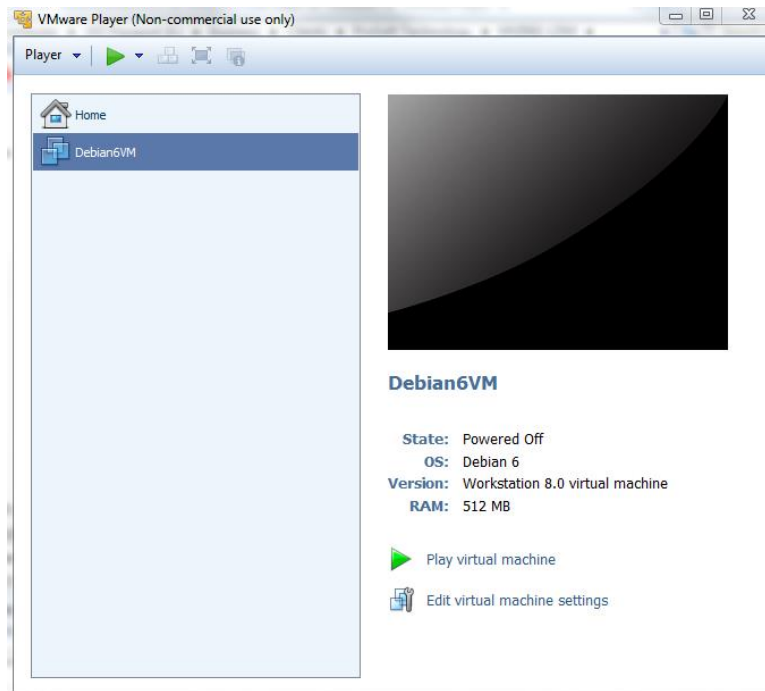 VMware Player (Non-commercial use only)
Player
Home
Debian6VM
Debian6VM
State: Powered Off
OS: Debian 6
Version: Workstation 8.0 virtual machine
RAM: 512 MB
Play virtual machine
Edit virtual machine settings